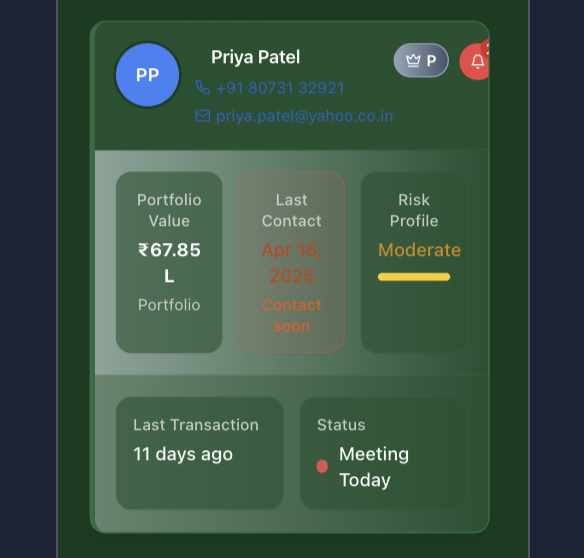 PP
Priya Patel
P
+91 80731 32921
priya.patel@yahoo.co.in
Portfolio
Value
₹67.85
L
Portfolio
Last
Contact
Apr 16,
2025
Contact
soon
Risk
Profile
Moderate
Last Transaction
11 days ago
Status
Meeting
Today